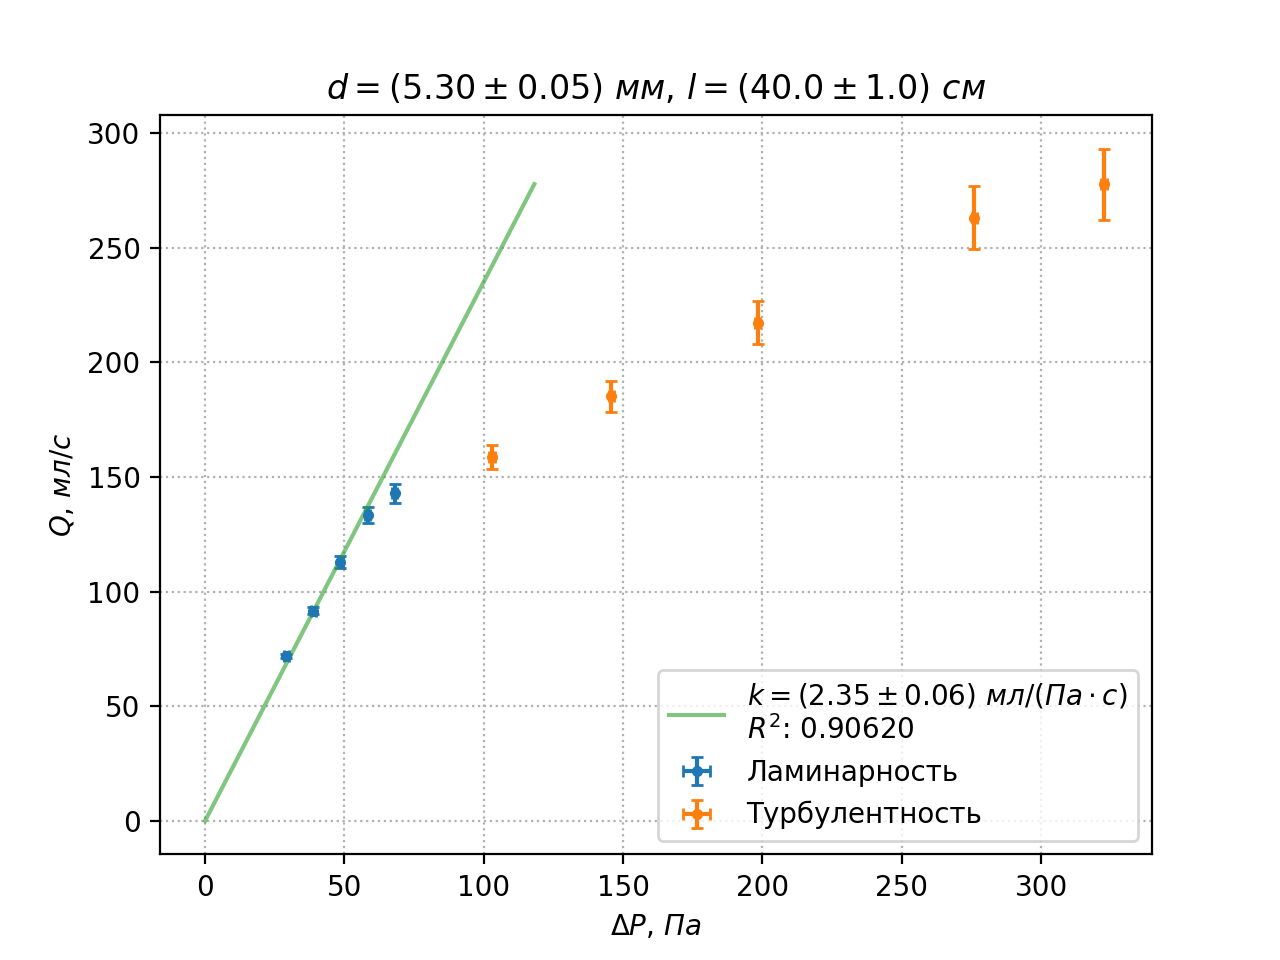 d = (5.30 ± 0.05) мм, l = (40.0 ± 1.0) см
300
250
200
150
100
50
0
Q, мл/с
0 50 100 150 200 250 300
ΔP, Па
k = (2.35 ± 0.06) мл/(Па · с)
R²: 0.90620
Ламинарность
Турбулентность